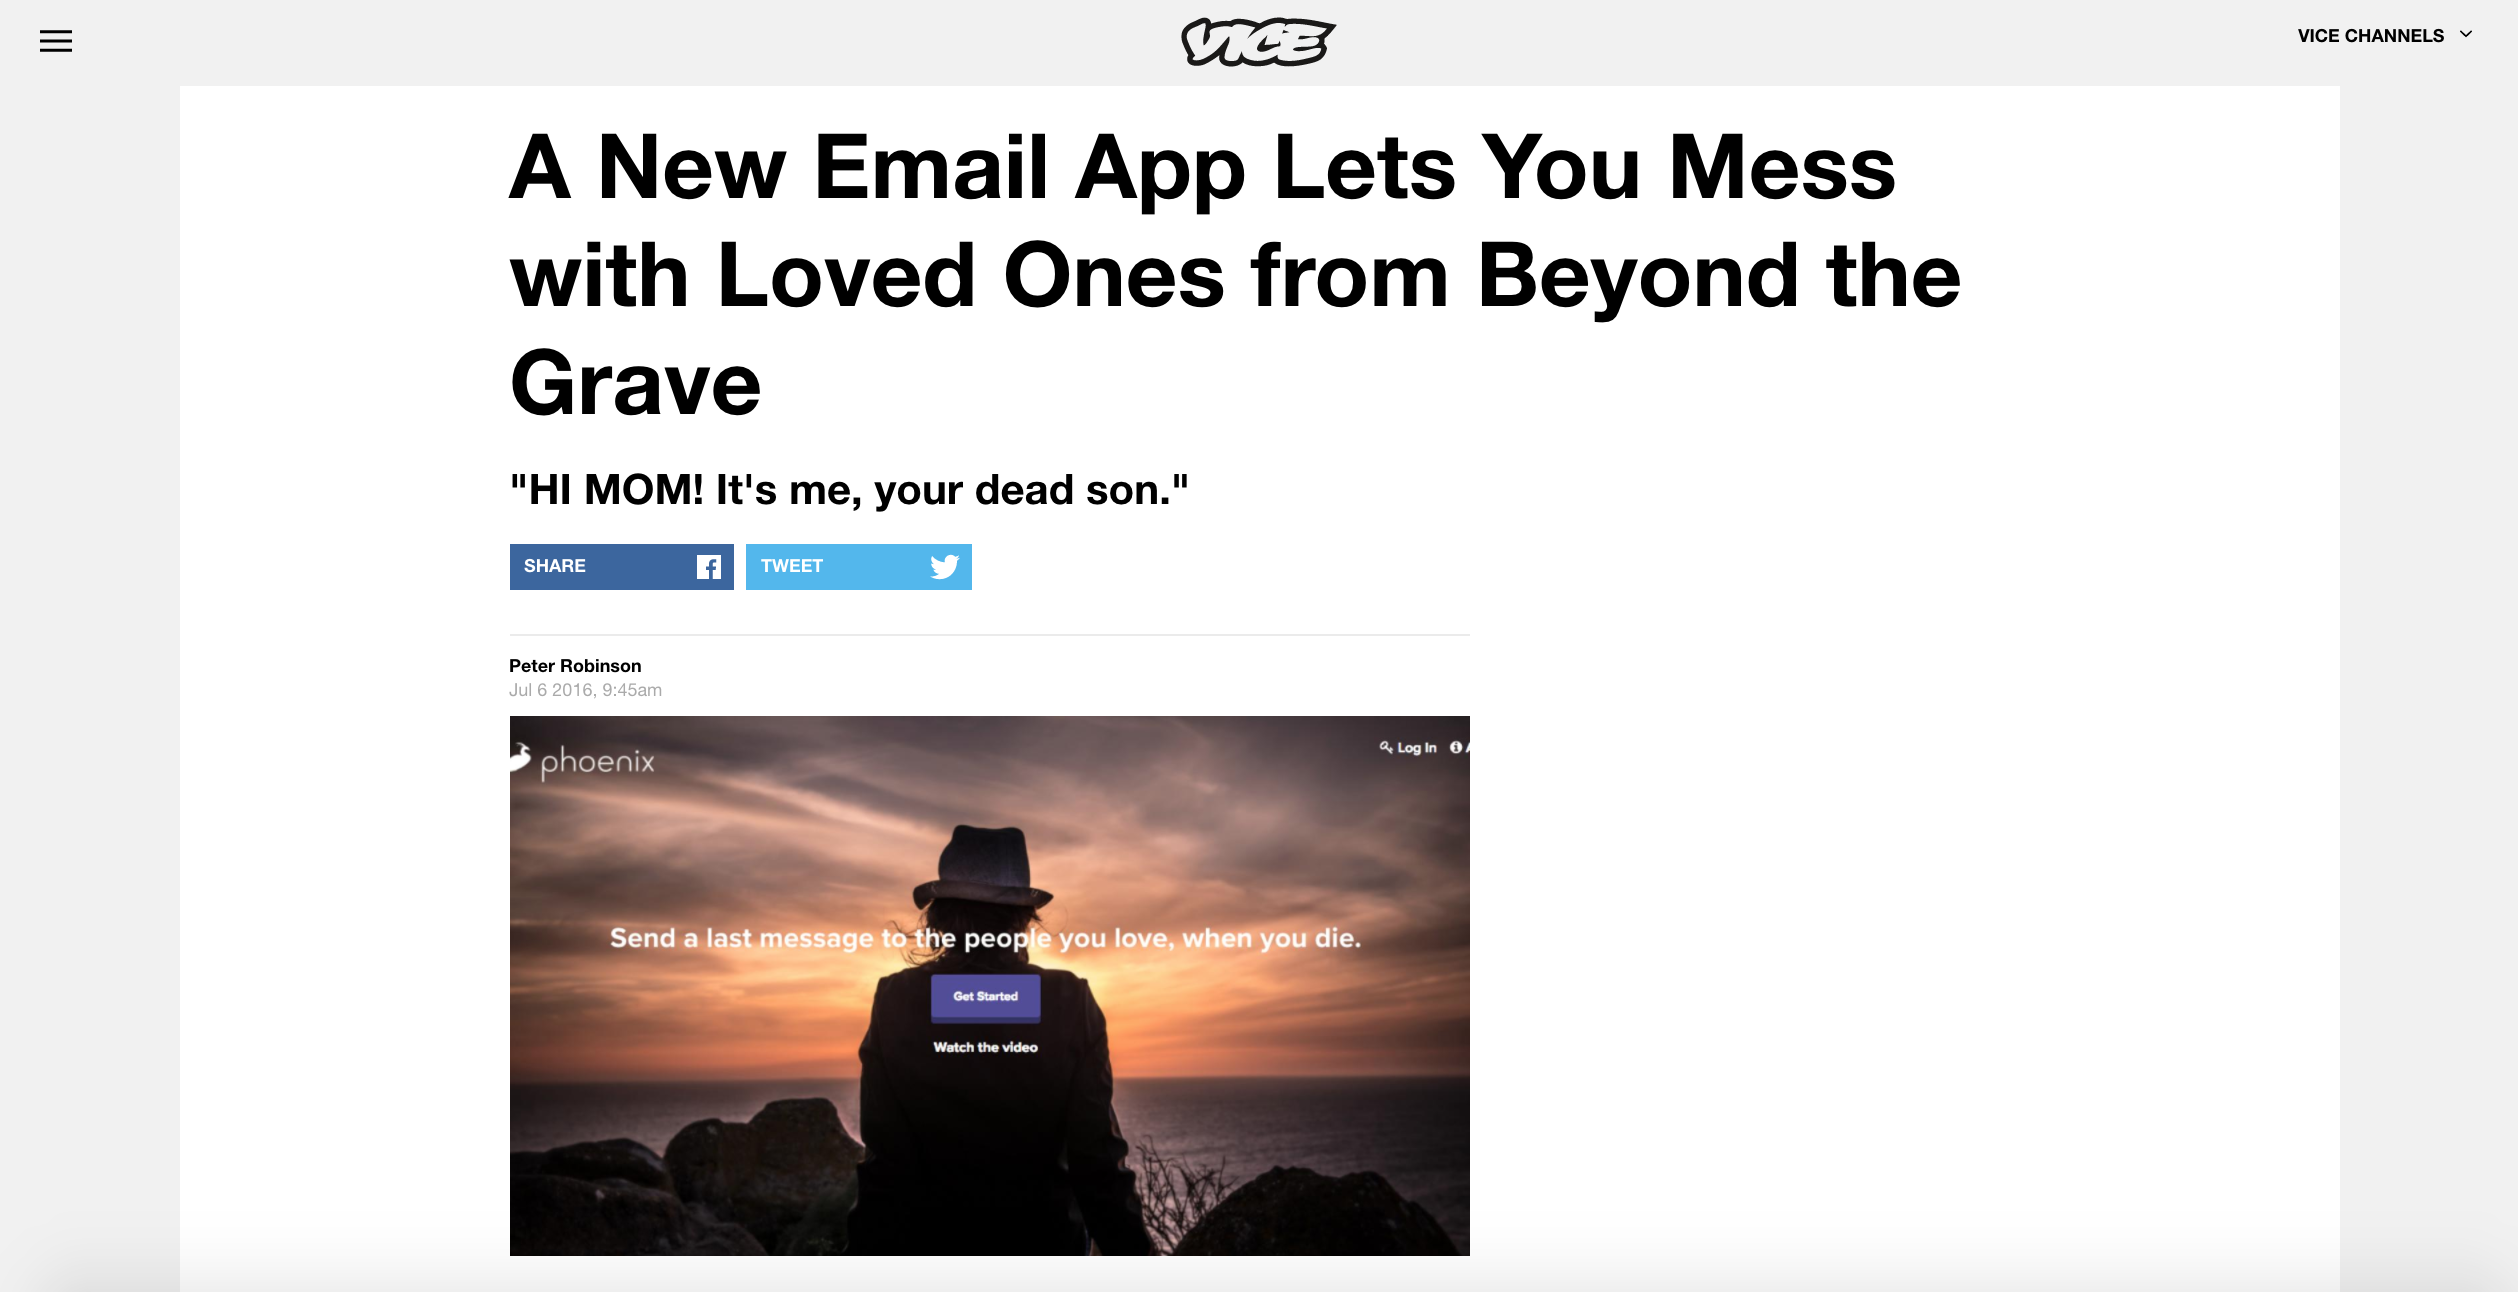 VICE
VICE CHANNELS
A New Email App Lets You Mess
with Loved Ones from Beyond the
Grave
"HI MOM! It's me, your dead son."
SHARE
TWEET
Peter Robinson
Jul 6 2016, 9:45am
phoenix
Log In
Send a last message to the people you love, when you die.
Get Started
Watch the video